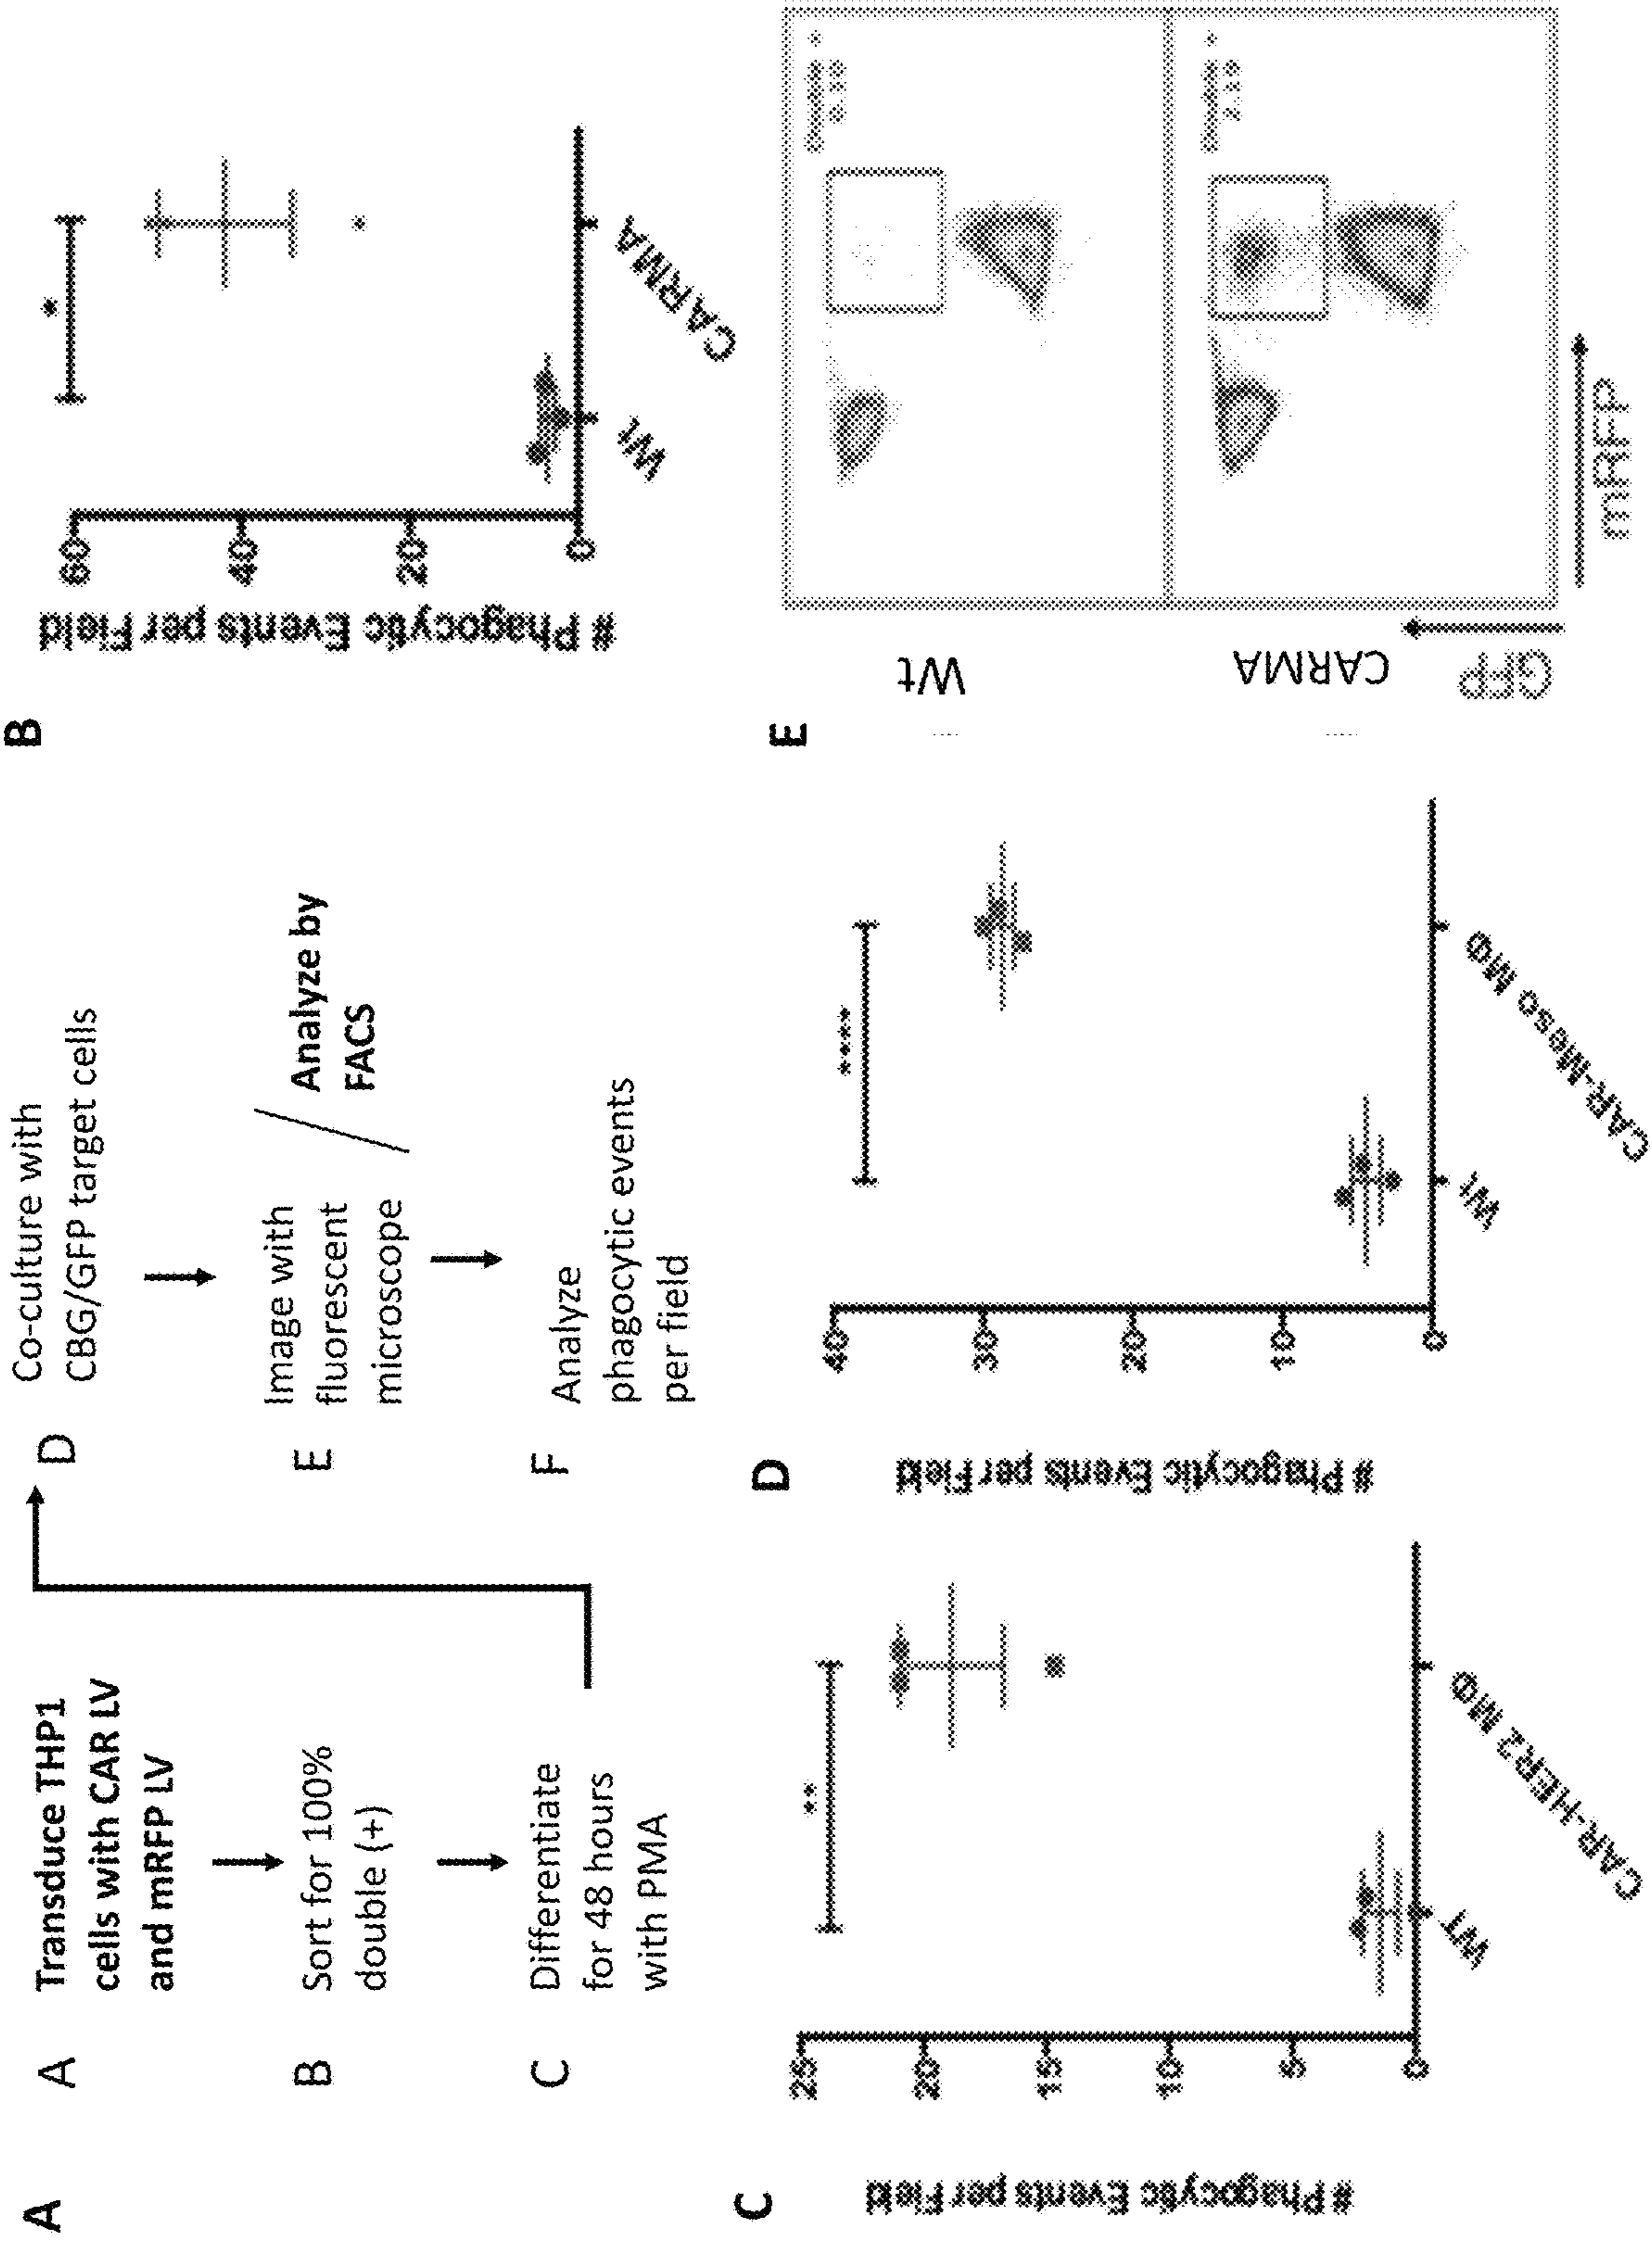 A
A
Transduce THP1
cells with CAR LV
and mRFP LV
B
Sort for 100%
double (+)
C
Differentiate
for 48 hours
with PMA
D
Co-culture with
CBG/GFP target cells
E
Image with
fluorescent
microscope
Analyze by
FACS
F
Analyze
phagocytic events
per field
B
# Phagocytic Events per Field
60
40
20
0
*
Wt
CARMA
C
# Phagocytic Events per Field
25
20
15
10
5
0
**
WT
CAR-HER2 MØ
D
# Phagocytic Events per Field
40
30
20
10
0
****
Wt
CAR-Meso MØ
E
Wt
CARMA
GFP
mRFP